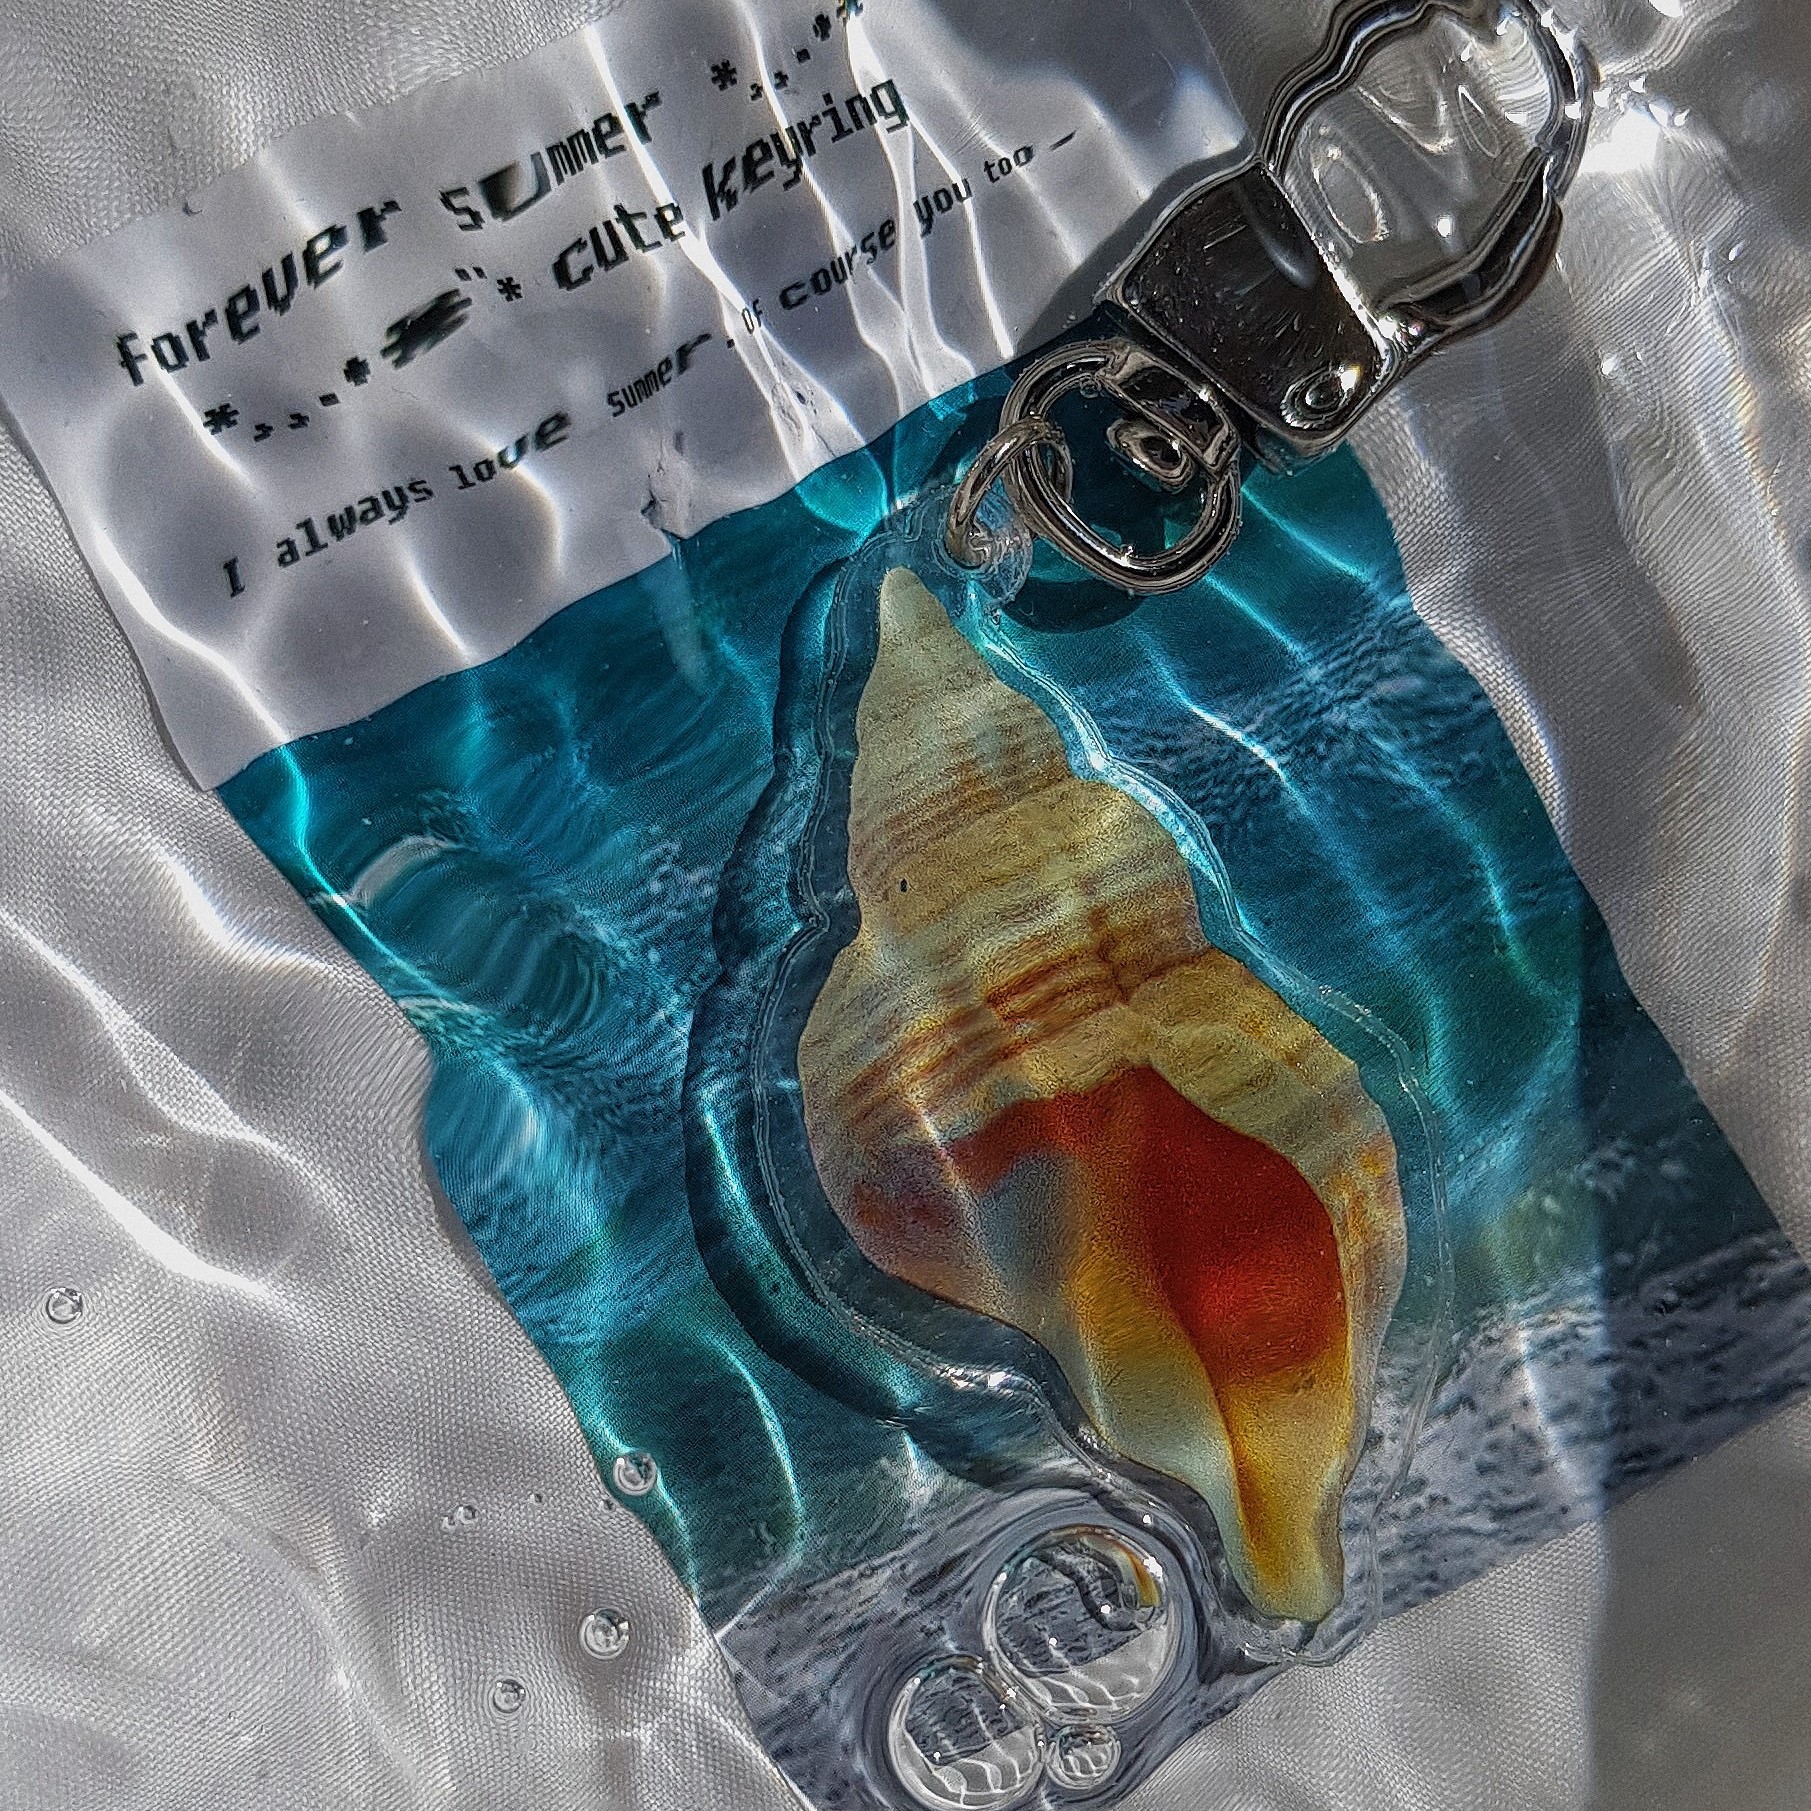 Forever summer *.,.·'*
*.,.·'*"* cute keyring
I always love summer. OF course you too —